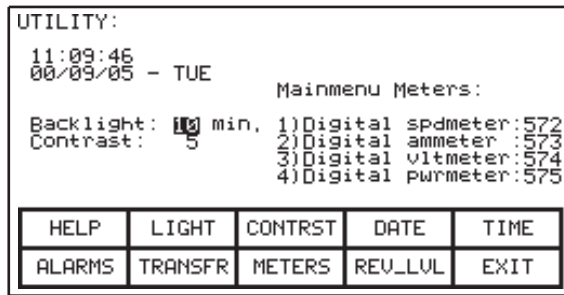 UTILITY:
11:09:46
00/09/05 - TUE
Mainmenu Meters:
Backlight: 10 min. 1)Digital spdmeter:572
Contrast: 5 2)Digital ammeter :573
3)Digital vltmeter:574
4)Digital pwrmeter:575
HELP LIGHT CONTRST DATE TIME
ALARMS TRANSFR METERS REV_LVL EXIT